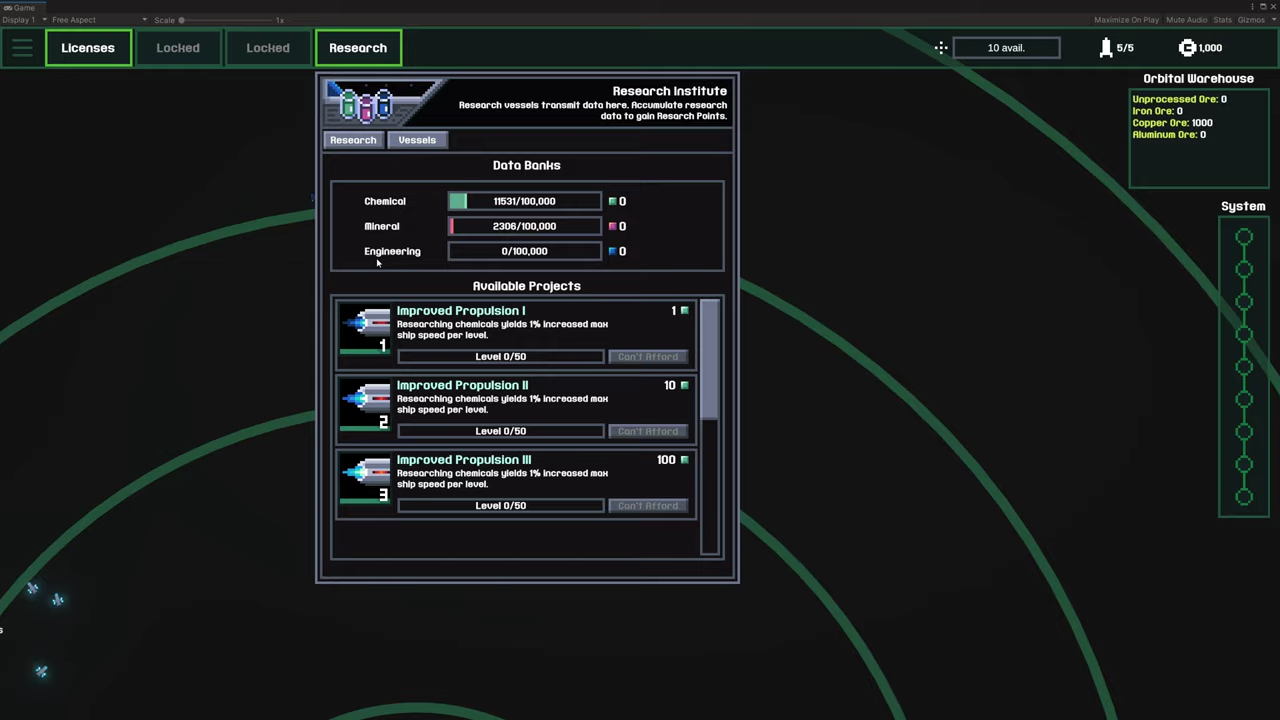 Game
Display 1
Free Aspect
Scale
1x
Maximize On Play
Mute Audio
Stats
Gizmos
Licenses
Locked
Locked
Research
10 avail.
5/5
1,000
Research Institute
Research vessels transmit data here. Accumulate research
data to gain Resarch Points.
Research
Vessels
Data Banks
Chemical
11531/100,000
0
Mineral
2306/100,000
0
Engineering
0/100,000
0
Available Projects
Improved Propulsion I
1
Researching chemicals yields 1% increased max
ship speed per level.
1
Level 0/50
Can't Afford
Improved Propulsion II
10
Researching chemicals yields 1% increased max
ship speed per level.
2
Level 0/50
Can't Afford
Improved Propulsion III
100
Researching chemicals yields 1% increased max
ship speed per level.
3
Level 0/50
Can't Afford
Orbital Warehouse
Unprocessed Ore: 0
Iron Ore: 0
Copper Ore: 1000
Aluminum Ore: 0
System
s